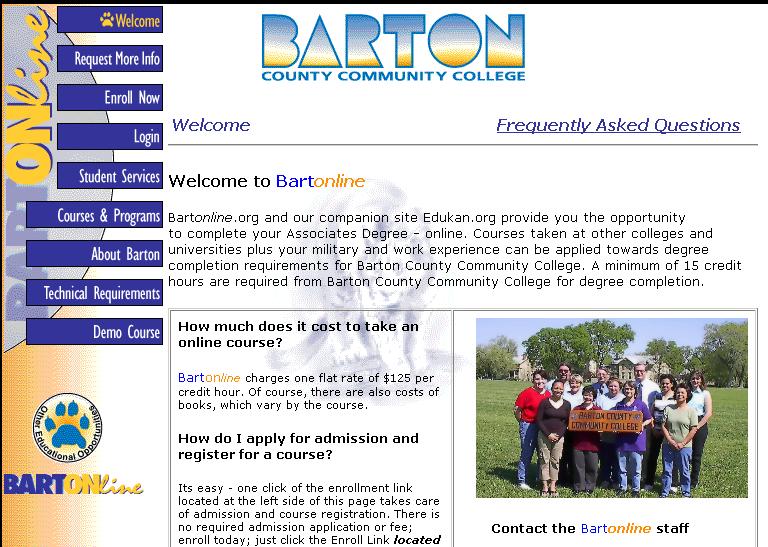 BARTONline
Welcome
Request More Info
Enroll Now
Login
Student Services
Courses & Programs
About Barton
Technical Requirements
Demo Course
Other Educational Opportunities
BARTONline
BARTON
COUNTY COMMUNITY COLLEGE
Welcome
Frequently Asked Questions
Welcome to Bartonline
Bartonline.org and our companion site Edukan.org provide you the opportunity
to complete your Associates Degree - online. Courses taken at other colleges and
universities plus your military and work experience can be applied towards degree
completion requirements for Barton County Community College. A minimum of 15 credit
hours are required from Barton County Community College for degree completion.
How much does it cost to take an
online course?
Bartonline charges one flat rate of $125 per
credit hour. Of course, there are also costs of
books, which vary by the course.
How do I apply for admission and
register for a course?
Its easy - one click of the enrollment link
located at the left side of this page takes care
of admission and course registration. There is
no required admission application or fee;
enroll today; just click the Enroll Link located
BARTON COUNTY
COMMUNITY COLLEGE
Contact the Bartonline staff